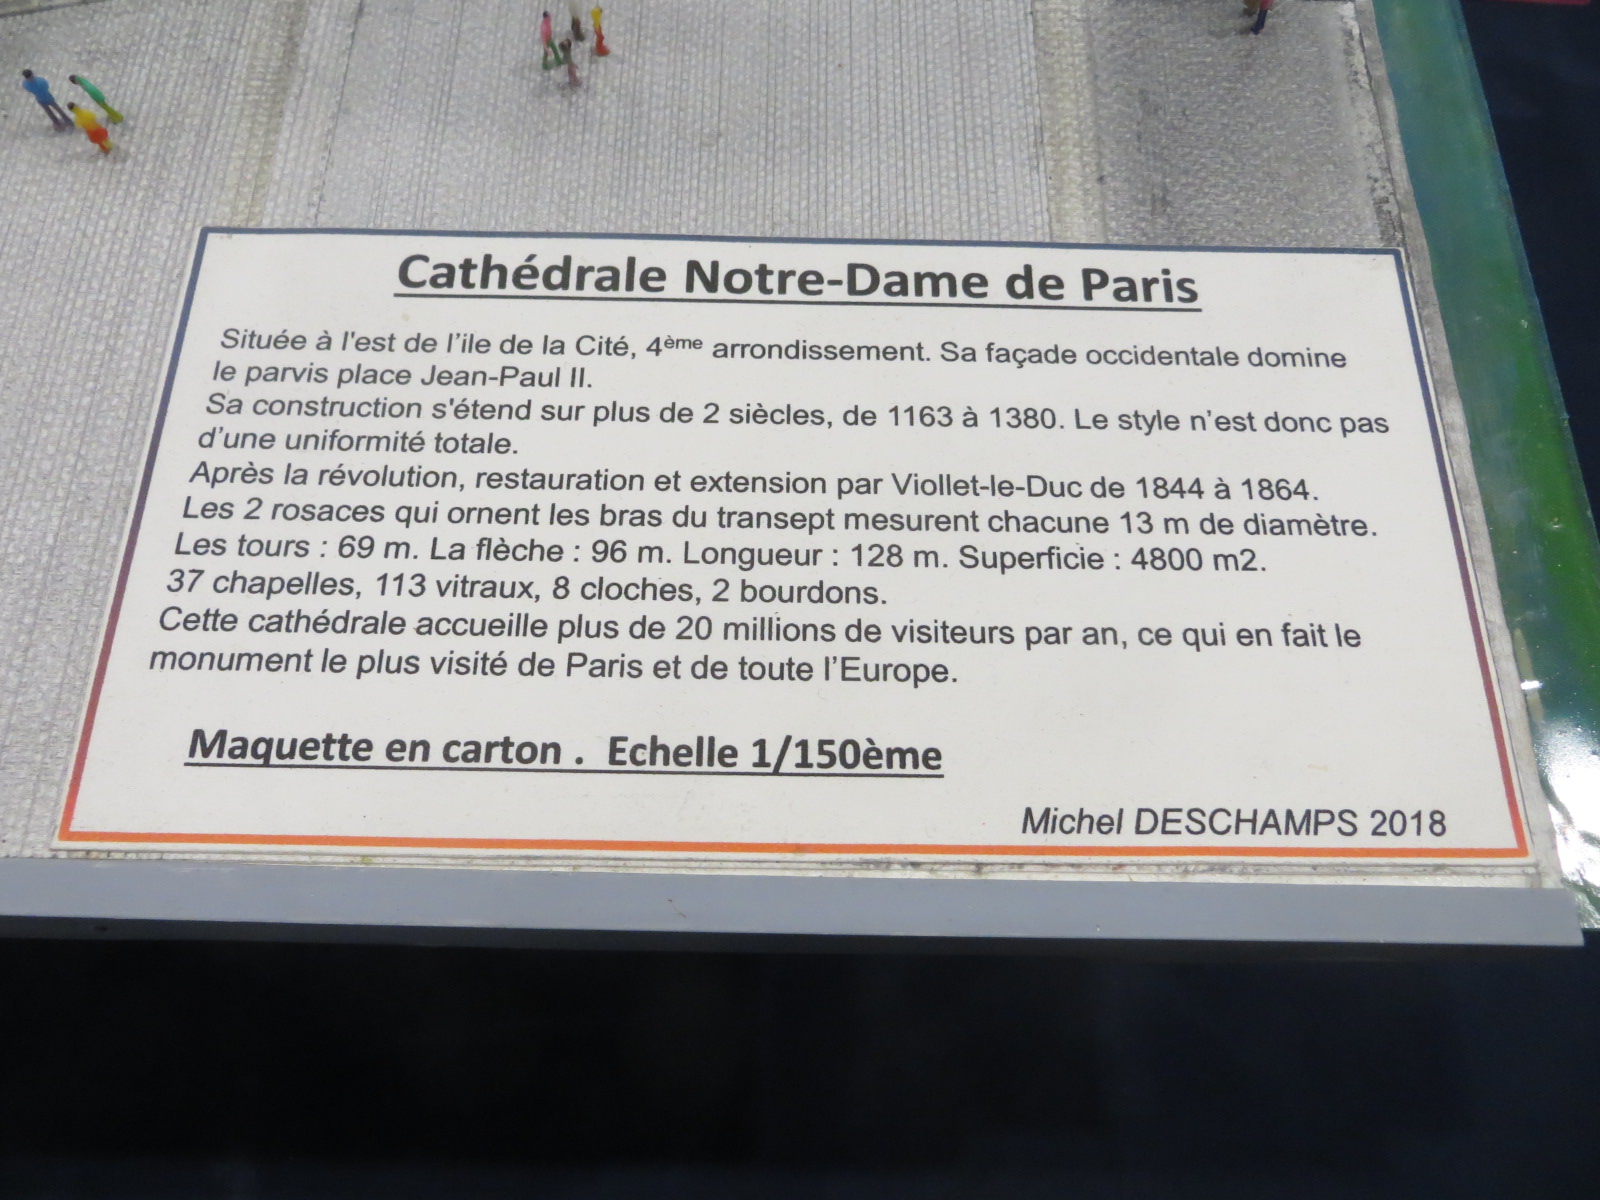 Cathédrale Notre-Dame de Paris
Située à l'est de l'ile de la Cité, 4ème arrondissement. Sa façade occidentale domine
le parvis place Jean-Paul II.
Sa construction s'étend sur plus de 2 siècles, de 1163 à 1380. Le style n'est donc pas
d'une uniformité totale.
Après la révolution, restauration et extension par Viollet-le-Duc de 1844 à 1864.
Les 2 rosaces qui ornent les bras du transept mesurent chacune 13 m de diamètre.
Les tours : 69 m. La flèche : 96 m. Longueur : 128 m. Superficie : 4800 m2.
37 chapelles, 113 vitraux, 8 cloches, 2 bourdons.
Cette cathédrale accueille plus de 20 millions de visiteurs par an, ce qui en fait le
monument le plus visité de Paris et de toute l'Europe.
Maquette en carton . Echelle 1/150ème
Michel DESCHAMPS 2018